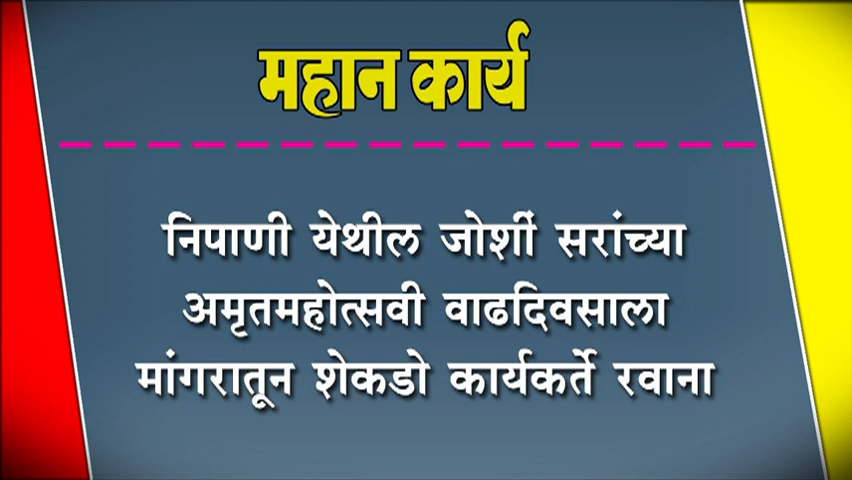 महान कार्य
निपाणी येथील जोर्शी सरांच्या
अमृतमहोत्सवी वाढदिवसाला
मांगरातून शेकडो कार्यकर्ते रवाना